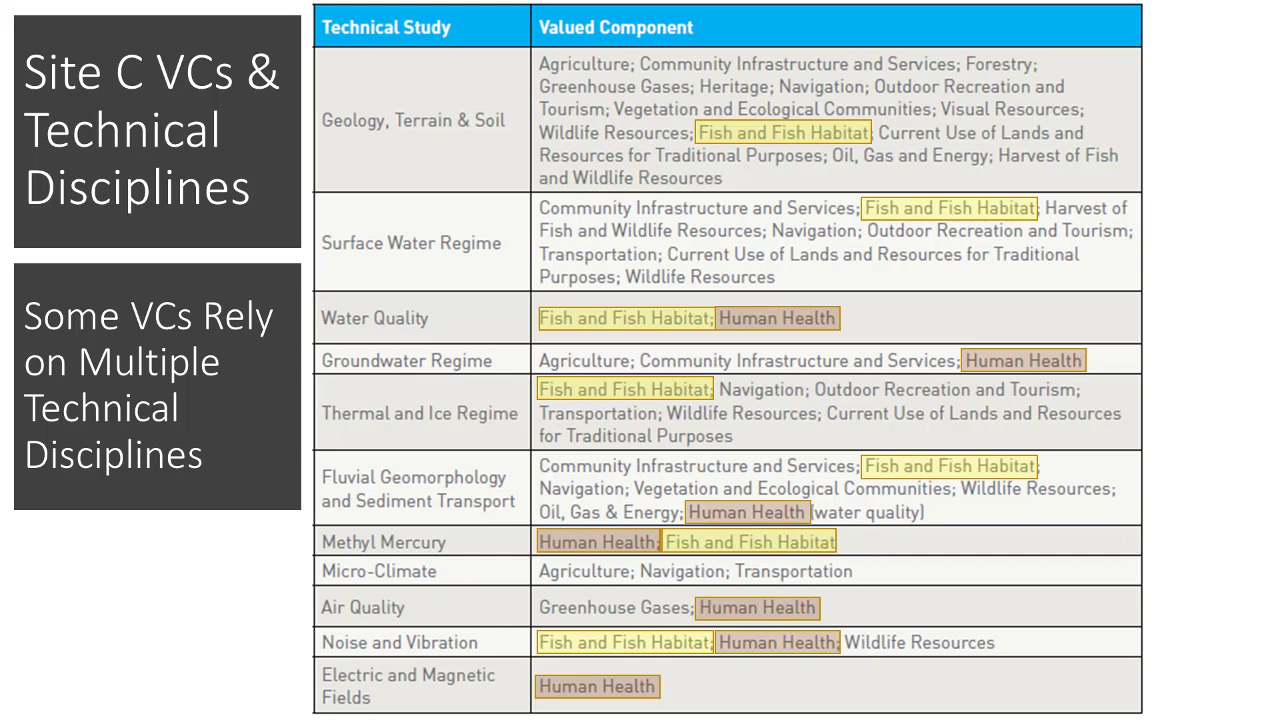 Site C VCs &
Technical
Disciplines
Some VCs Rely
on Multiple
Technical
Disciplines
Technical Study
Valued Component
Geology, Terrain & Soil
Agriculture; Community Infrastructure and Services; Forestry;
Greenhouse Gases; Heritage; Navigation; Outdoor Recreation and
Tourism; Vegetation and Ecological Communities; Visual Resources;
Wildlife Resources; Fish and Fish Habitat; Current Use of Lands and
Resources for Traditional Purposes; Oil, Gas and Energy; Harvest of Fish
and Wildlife Resources
Surface Water Regime
Community Infrastructure and Services; Fish and Fish Habitat; Harvest of
Fish and Wildlife Resources; Navigation; Outdoor Recreation and Tourism;
Transportation; Current Use of Lands and Resources for Traditional
Purposes; Wildlife Resources
Water Quality
Fish and Fish Habitat; Human Health
Groundwater Regime
Agriculture; Community Infrastructure and Services; Human Health
Thermal and Ice Regime
Fish and Fish Habitat; Navigation; Outdoor Recreation and Tourism;
Transportation; Wildlife Resources; Current Use of Lands and Resources
for Traditional Purposes
Fluvial Geomorphology
and Sediment Transport
Community Infrastructure and Services; Fish and Fish Habitat;
Navigation; Vegetation and Ecological Communities; Wildlife Resources;
Oil, Gas & Energy; Human Health (water quality)
Methyl Mercury
Human Health; Fish and Fish Habitat
Micro-Climate
Agriculture; Navigation; Transportation
Air Quality
Greenhouse Gases; Human Health
Noise and Vibration
Fish and Fish Habitat; Human Health; Wildlife Resources
Electric and Magnetic
Fields
Human Health